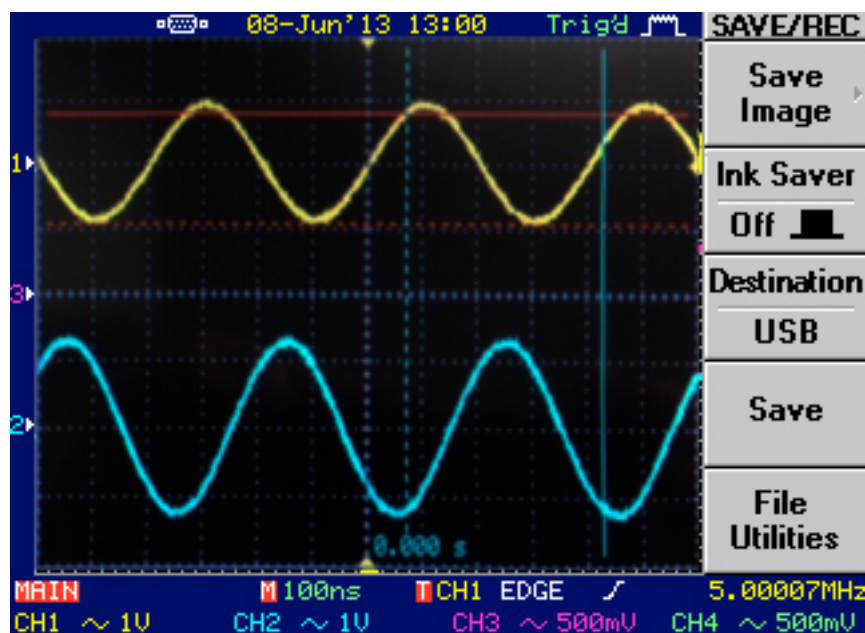 08-Jun'13 13:00 Trig'd SAVE/REC
Save
Image
1
Ink Saver
Off
3
Destination
USB
2
Save
File
Utilities
0.000 s
MAIN M 100ns T CH1 EDGE 5.00007MHz
CH1 ~ 1V CH2 ~ 1V CH3 ~ 500mV CH4 ~ 500mV